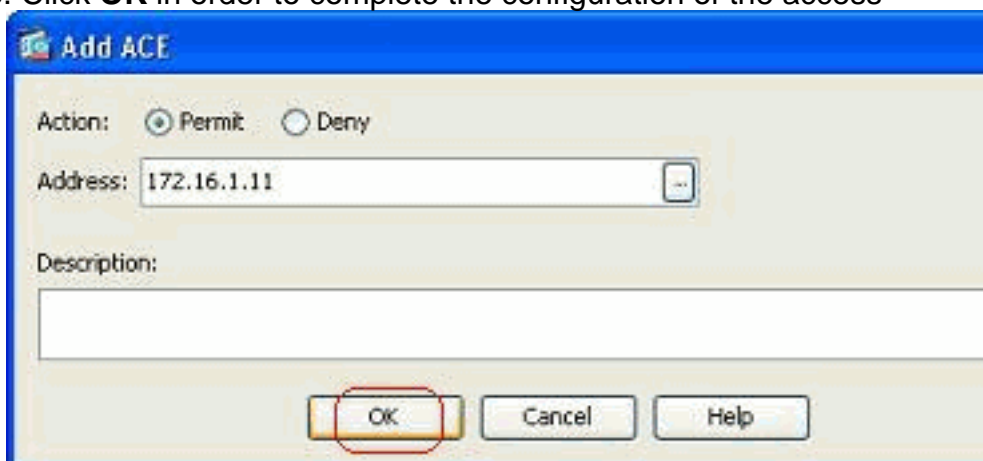 . Click OK in order to complete the configuration of the access
Add ACE
Action: Permit Deny
Address: 172.16.1.11 ...
Description:
OK Cancel Help